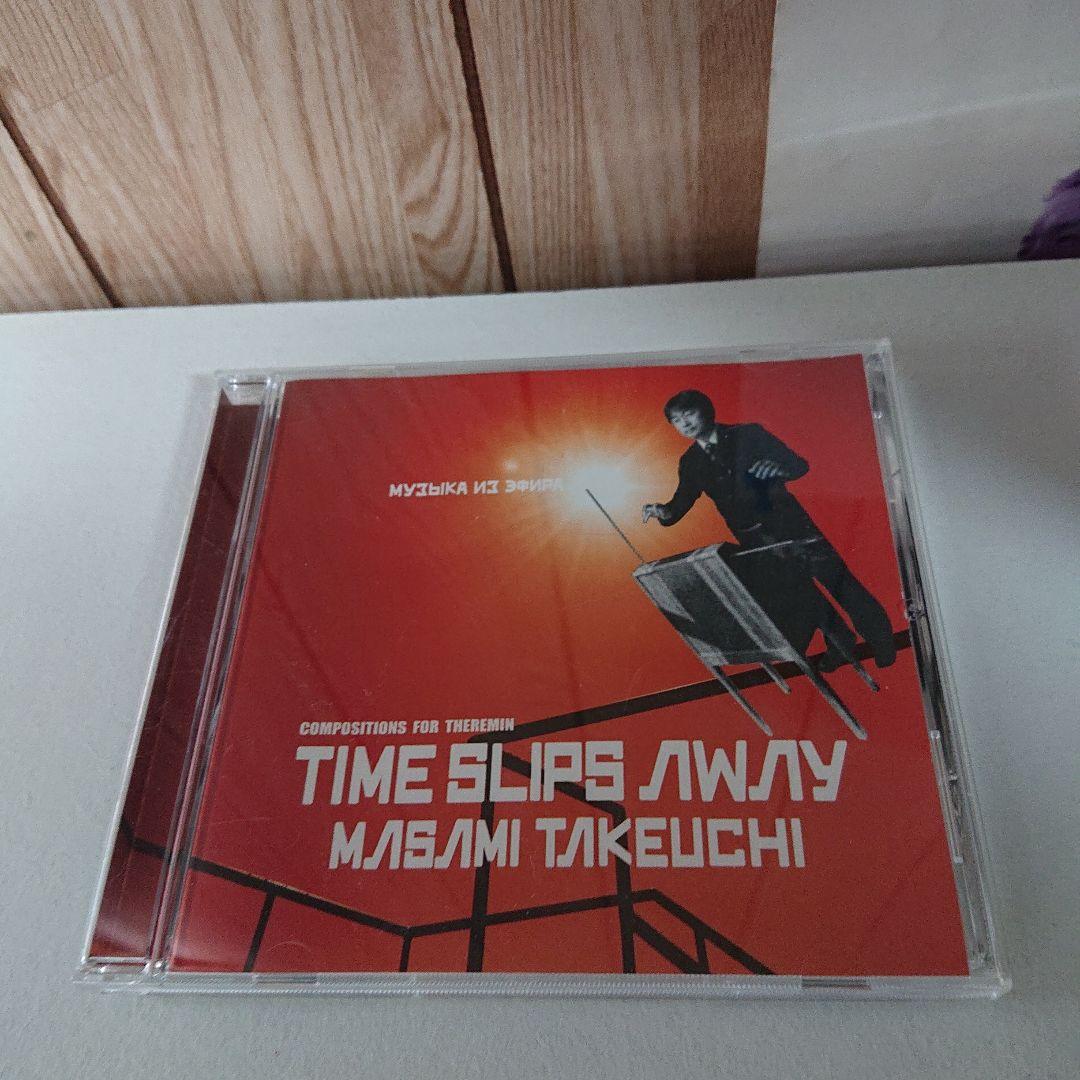 МУЗЫКА ИЗ ЭФИРА
COMPOSITIONS FOR THEREMIN
TIME SLIPS AWAY
MASAMI TAKEUCHI